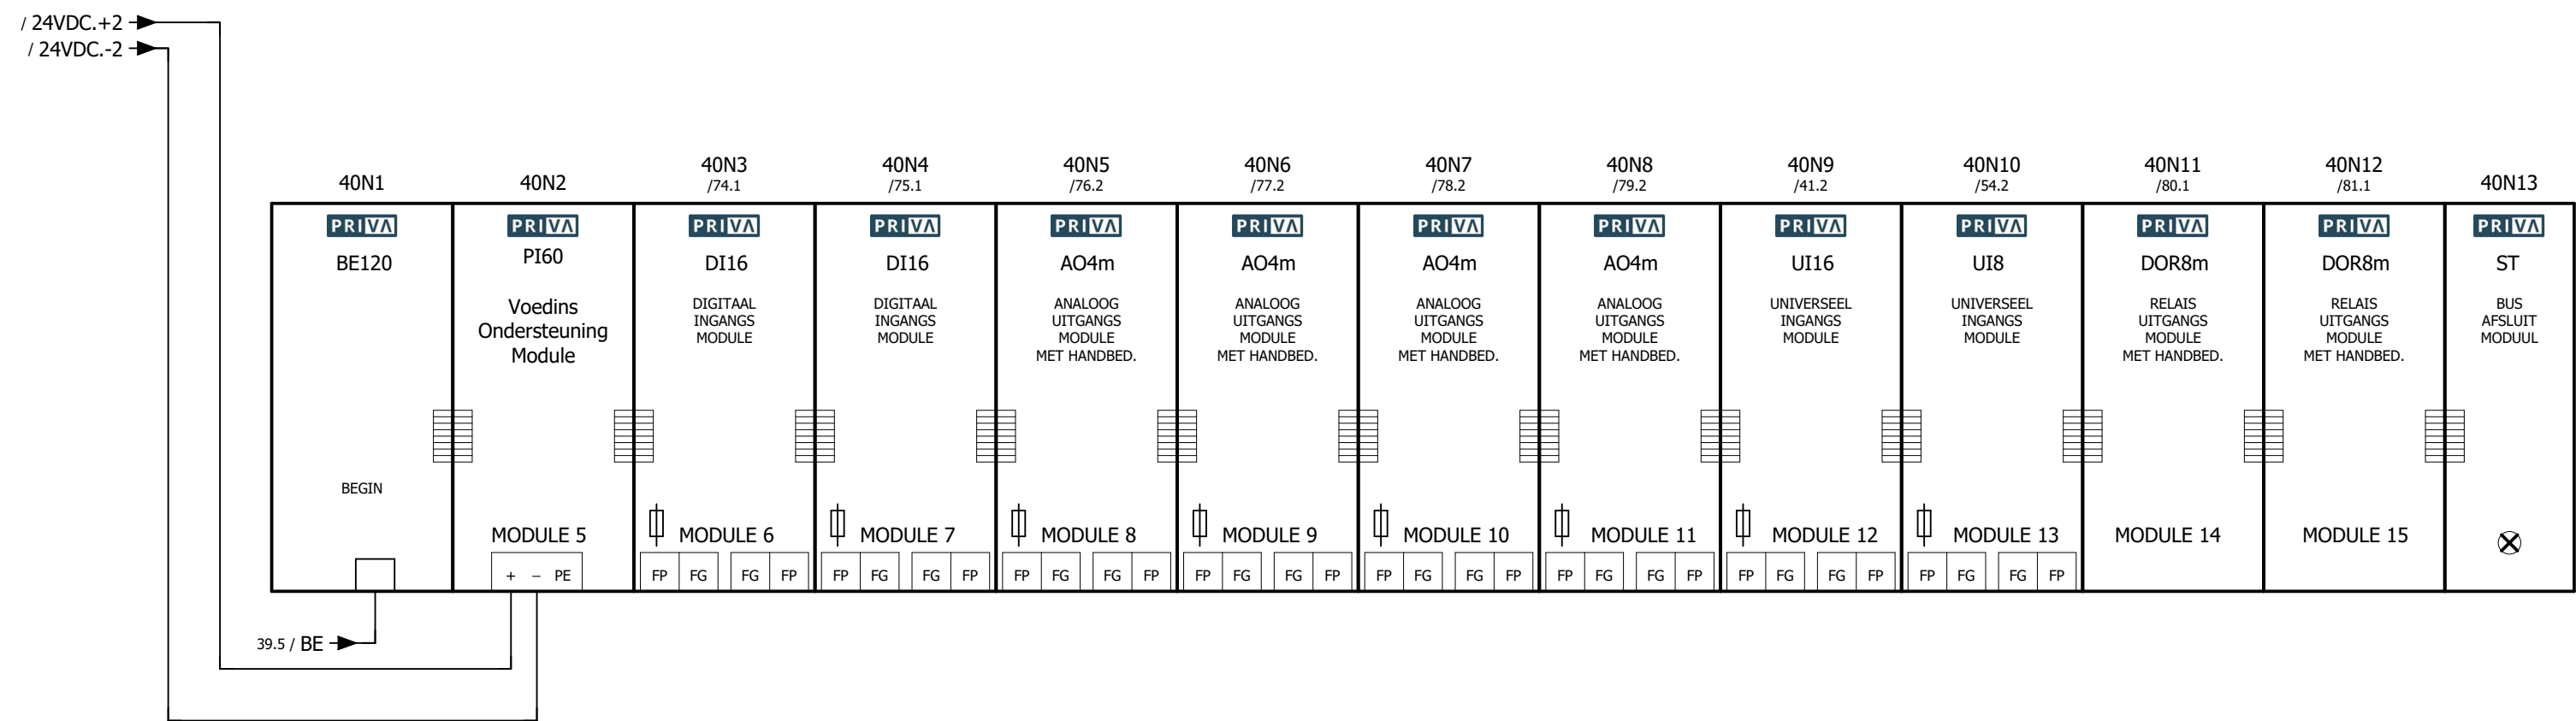 / 24VDC.+2
/ 24VDC.-2
40N1
40N2
40N3
/74.1
40N4
/75.1
40N5
/76.2
40N6
/77.2
40N7
/78.2
40N8
/79.2
40N9
/41.2
40N10
/54.2
40N11
/80.1
40N12
/81.1
40N13
PRIVA
BE120
BEGIN
PRIVA
PI60
Voedins
Ondersteuning
Module
MODULE 5
+ – PE
PRIVA
DI16
DIGITAAL
INGANGS
MODULE
MODULE 6
FP FG FG FP
PRIVA
DI16
DIGITAAL
INGANGS
MODULE
MODULE 7
FP FG FG FP
PRIVA
AO4m
ANALOOG
UITGANGS
MODULE
MET HANDBED.
MODULE 8
FP FG FG FP
PRIVA
AO4m
ANALOOG
UITGANGS
MODULE
MET HANDBED.
MODULE 9
FP FG FG FP
PRIVA
AO4m
ANALOOG
UITGANGS
MODULE
MET HANDBED.
MODULE 10
FP FG FG FP
PRIVA
AO4m
ANALOOG
UITGANGS
MODULE
MET HANDBED.
MODULE 11
FP FG FG FP
PRIVA
UI16
UNIVERSEEL
INGANGS
MODULE
MODULE 12
FP FG FG FP
PRIVA
UI8
UNIVERSEEL
INGANGS
MODULE
MODULE 13
FP FG FG FP
PRIVA
DOR8m
RELAIS
UITGANGS
MODULE
MET HANDBED.
MODULE 14
PRIVA
DOR8m
RELAIS
UITGANGS
MODULE
MET HANDBED.
MODULE 15
PRIVA
ST
BUS
AFSLUIT
MODUUL
39.5 / BE